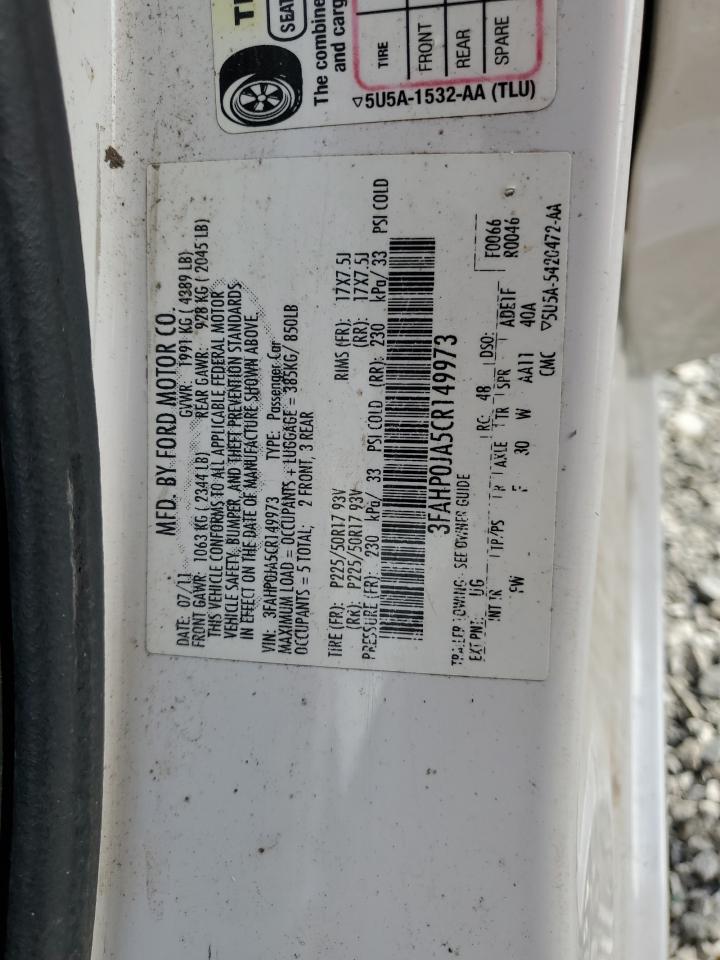 SEAT
The combine
and carg
TIRE
FRONT
REAR
SPARE
5U5A-1532-AA (TLU)
MFD. BY FORD MOTOR CO.
DATE: 07/11 GVWR: 1991 KG ( 4389 LB)
FRONT GAWR: 1063 KG ( 2344 LB) REAR GAWR: 928 KG ( 2045 LB)
THIS VEHICLE CONFORMS TO ALL APPLICABLE FEDERAL MOTOR
VEHICLE SAFETY, BUMPER, AND THEFT PREVENTION STANDARDS
IN EFFECT ON THE DATE OF MANUFACTURE SHOWN ABOVE.
VIN: 3FAHP0JA5CR149973 TYPE: Passenger Car
MAXIMUM LOAD = OCCUPANTS + LUGGAGE = 385KG/ 850LB
OCCUPANTS = 5 TOTAL; 2 FRONT, 3 REAR
TIRE (FR): P225/50R17 93V RIMS (FR): 17X7.5J
(RR): P225/50R17 93V (RR): 17X7.5J
PRESSURE (FR): 230 kPa/ 33 PSI COLD (RR): 230 kPa/ 33 PSI COLD
3FAHP0JA5CR149973
TRAILER TOWING- SEE OWNER GUIDE F0066
EXT PNT: UG RC: 48 DSO: R0046
INT TR TP/PS R AXLE TR SPR ADE1F
9W F 30 W AA11 40A
CMC 5U5A-5420472-AA